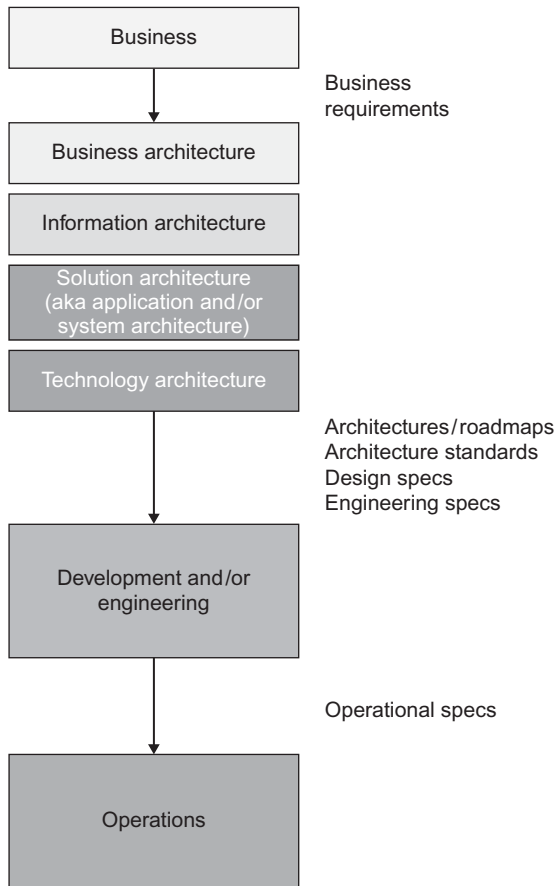 Business
Business
requirements
Business architecture
Information architecture
Solution architecture
(aka application and/or
system architecture)
Technology architecture
Architectures/roadmaps
Architecture standards
Design specs
Engineering specs
Development and/or
engineering
Operational specs
Operations